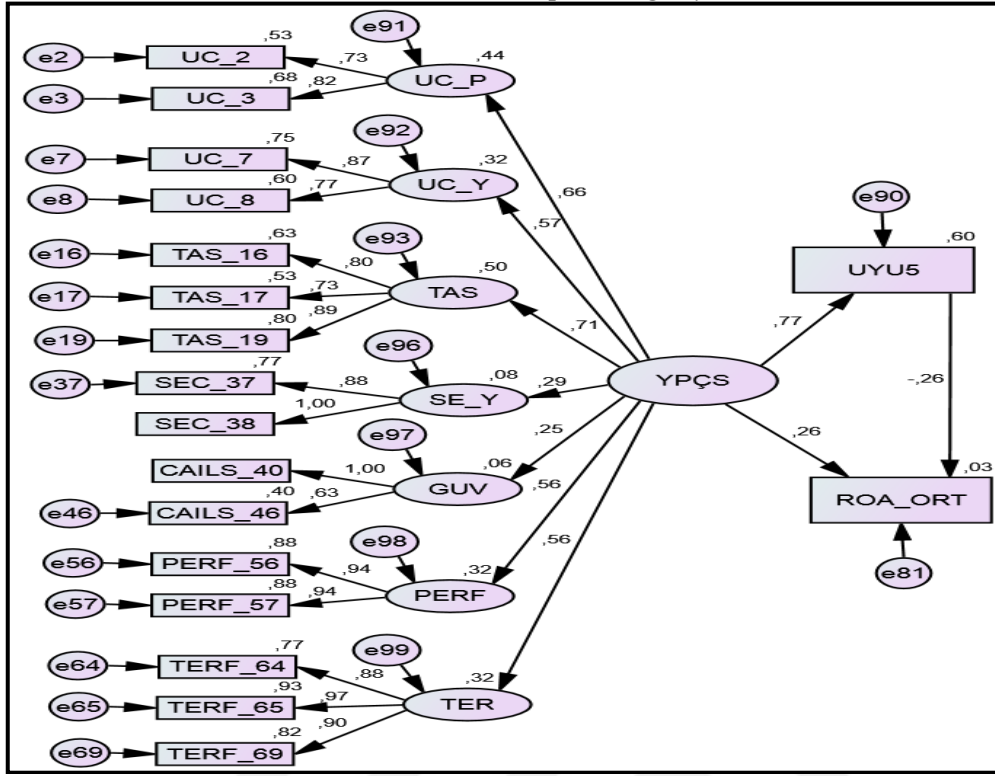 e91
,53
e2 UC_2 ,73 ,44
UC_P
,68 ,82
e3 UC_3
e92
,75
e7 UC_7 ,87 ,32
UC_Y
,60 ,77
e8 UC_8
,66
,57
e90
,60
UYU5
e93
,63
e16 TAS_16 ,80 ,50
,53 ,73
e17 TAS_17 TAS
,80 ,89
e19 TAS_19
,71
,77
e96
,77
e37 SEC_37 ,88 ,08
SE_Y ,29
1,00
SEC_38
YPÇS
-,26
,26
e97
CAILS_40 1,00 ,06
GUV ,25
,40 ,63
e46 CAILS_46
,03
ROA_ORT
e81
,56
,56
e98
,88
e56 PERF_56 ,94 ,32
PERF
,88 ,94
e57 PERF_57
e99
,77
e64 TERF_64 ,88 ,32
,93 ,97
e65 TERF_65 TER
,82 ,90
e69 TERF_69